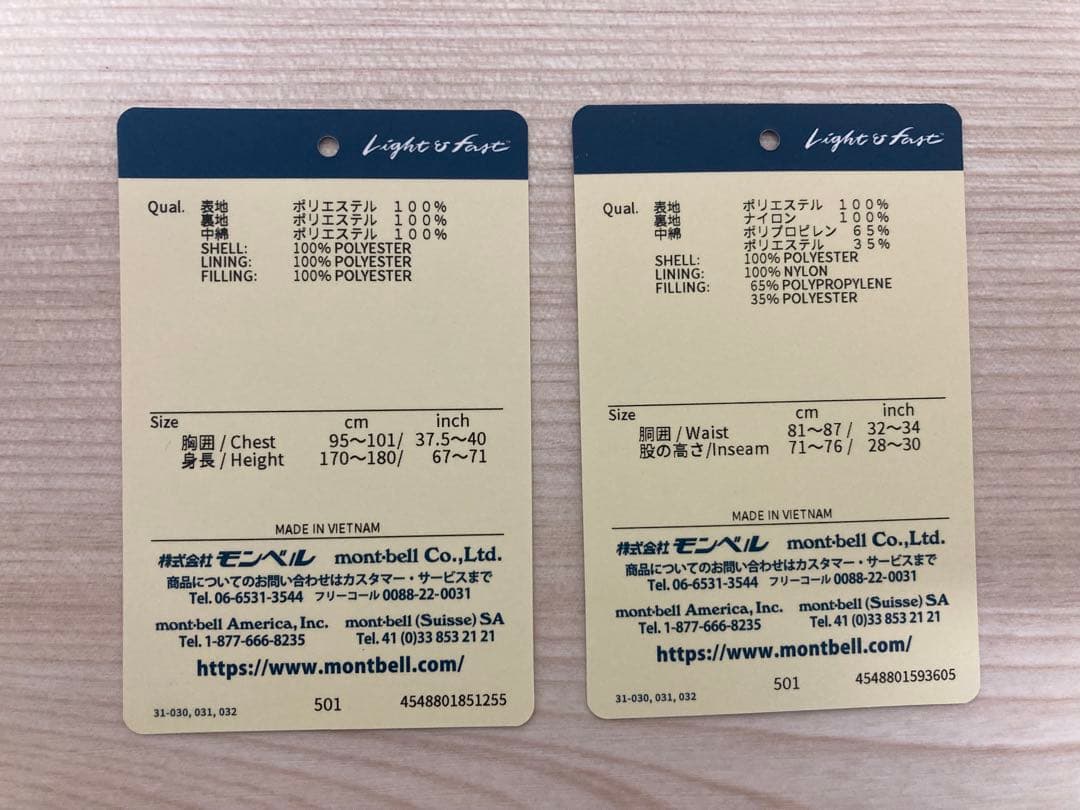 Light & Fast™
Qual. 表地 ポリエステル 100%
裏地 ポリエステル 100%
中綿 ポリエステル 100%
SHELL: 100% POLYESTER
LINING: 100% POLYESTER
FILLING: 100% POLYESTER
Size cm inch
胸囲 / Chest 95〜101/ 37.5〜40
身長 / Height 170〜180/ 67〜71
MADE IN VIETNAM
株式会社 モンベル mont-bell Co.,Ltd.
商品についてのお問い合わせはカスタマー・サービスまで
Tel. 06-6531-3544 フリーコール 0088-22-0031
mont-bell America, Inc. mont-bell (Suisse) SA
Tel. 1-877-666-8235 Tel. 41 (0)33 853 21 21
https://www.montbell.com/
31-030, 031, 032 501 4548801851255
Light & Fast™
Qual. 表地 ポリエステル 100%
裏地 ナイロン 100%
中綿 ポリプロピレン 65%
ポリエステル 35%
SHELL: 100% POLYESTER
LINING: 100% NYLON
FILLING: 65% POLYPROPYLENE
35% POLYESTER
Size cm inch
胴囲 / Waist 81〜87 / 32〜34
股の高さ/Inseam 71〜76 / 28〜30
MADE IN VIETNAM
株式会社 モンベル mont-bell Co.,Ltd.
商品についてのお問い合わせはカスタマー・サービスまで
Tel. 06-6531-3544 フリーコール 0088-22-0031
mont-bell America, Inc. mont-bell (Suisse) SA
Tel. 1-877-666-8235 Tel. 41 (0)33 853 21 21
https://www.montbell.com/
31-030, 031, 032 501 4548801593605